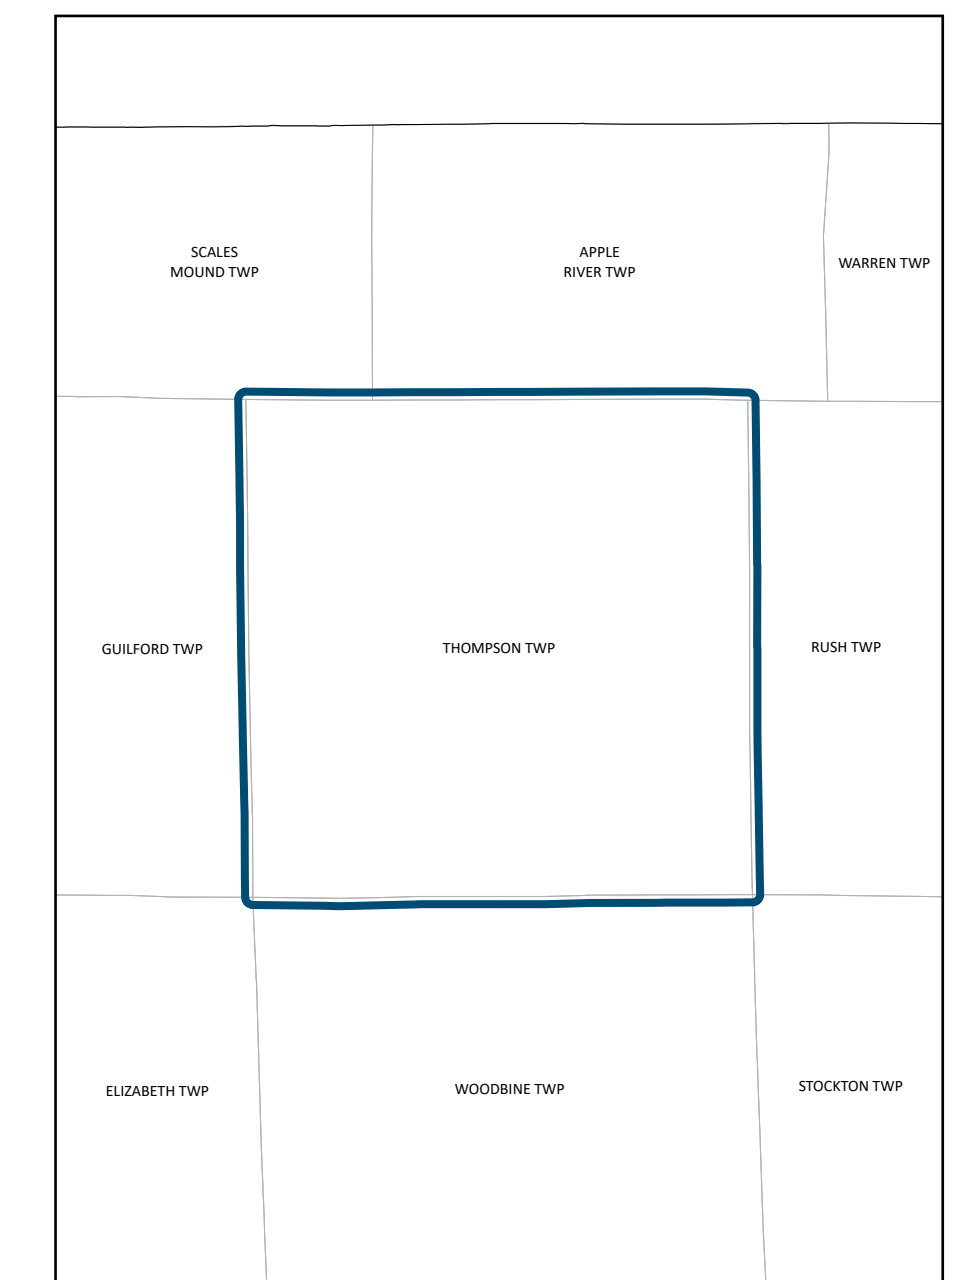 SCALES
MOUND TWP
APPLE
RIVER TWP
WARREN TWP
GUILFORD TWP
THOMPSON TWP
RUSH TWP
ELIZABETH TWP
WOODBINE TWP
STOCKTON TWP